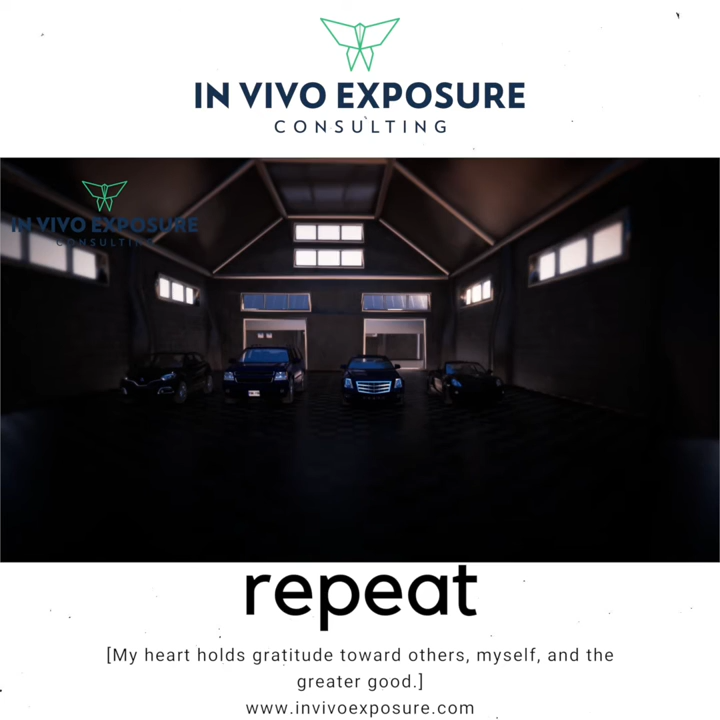 IN VIVO EXPOSURE
CONSULTING
IN VIVO EXPOSURE
CONSULTING
repeat
[My heart holds gratitude toward others, myself, and the
greater good.]
www.invivoexposure.com